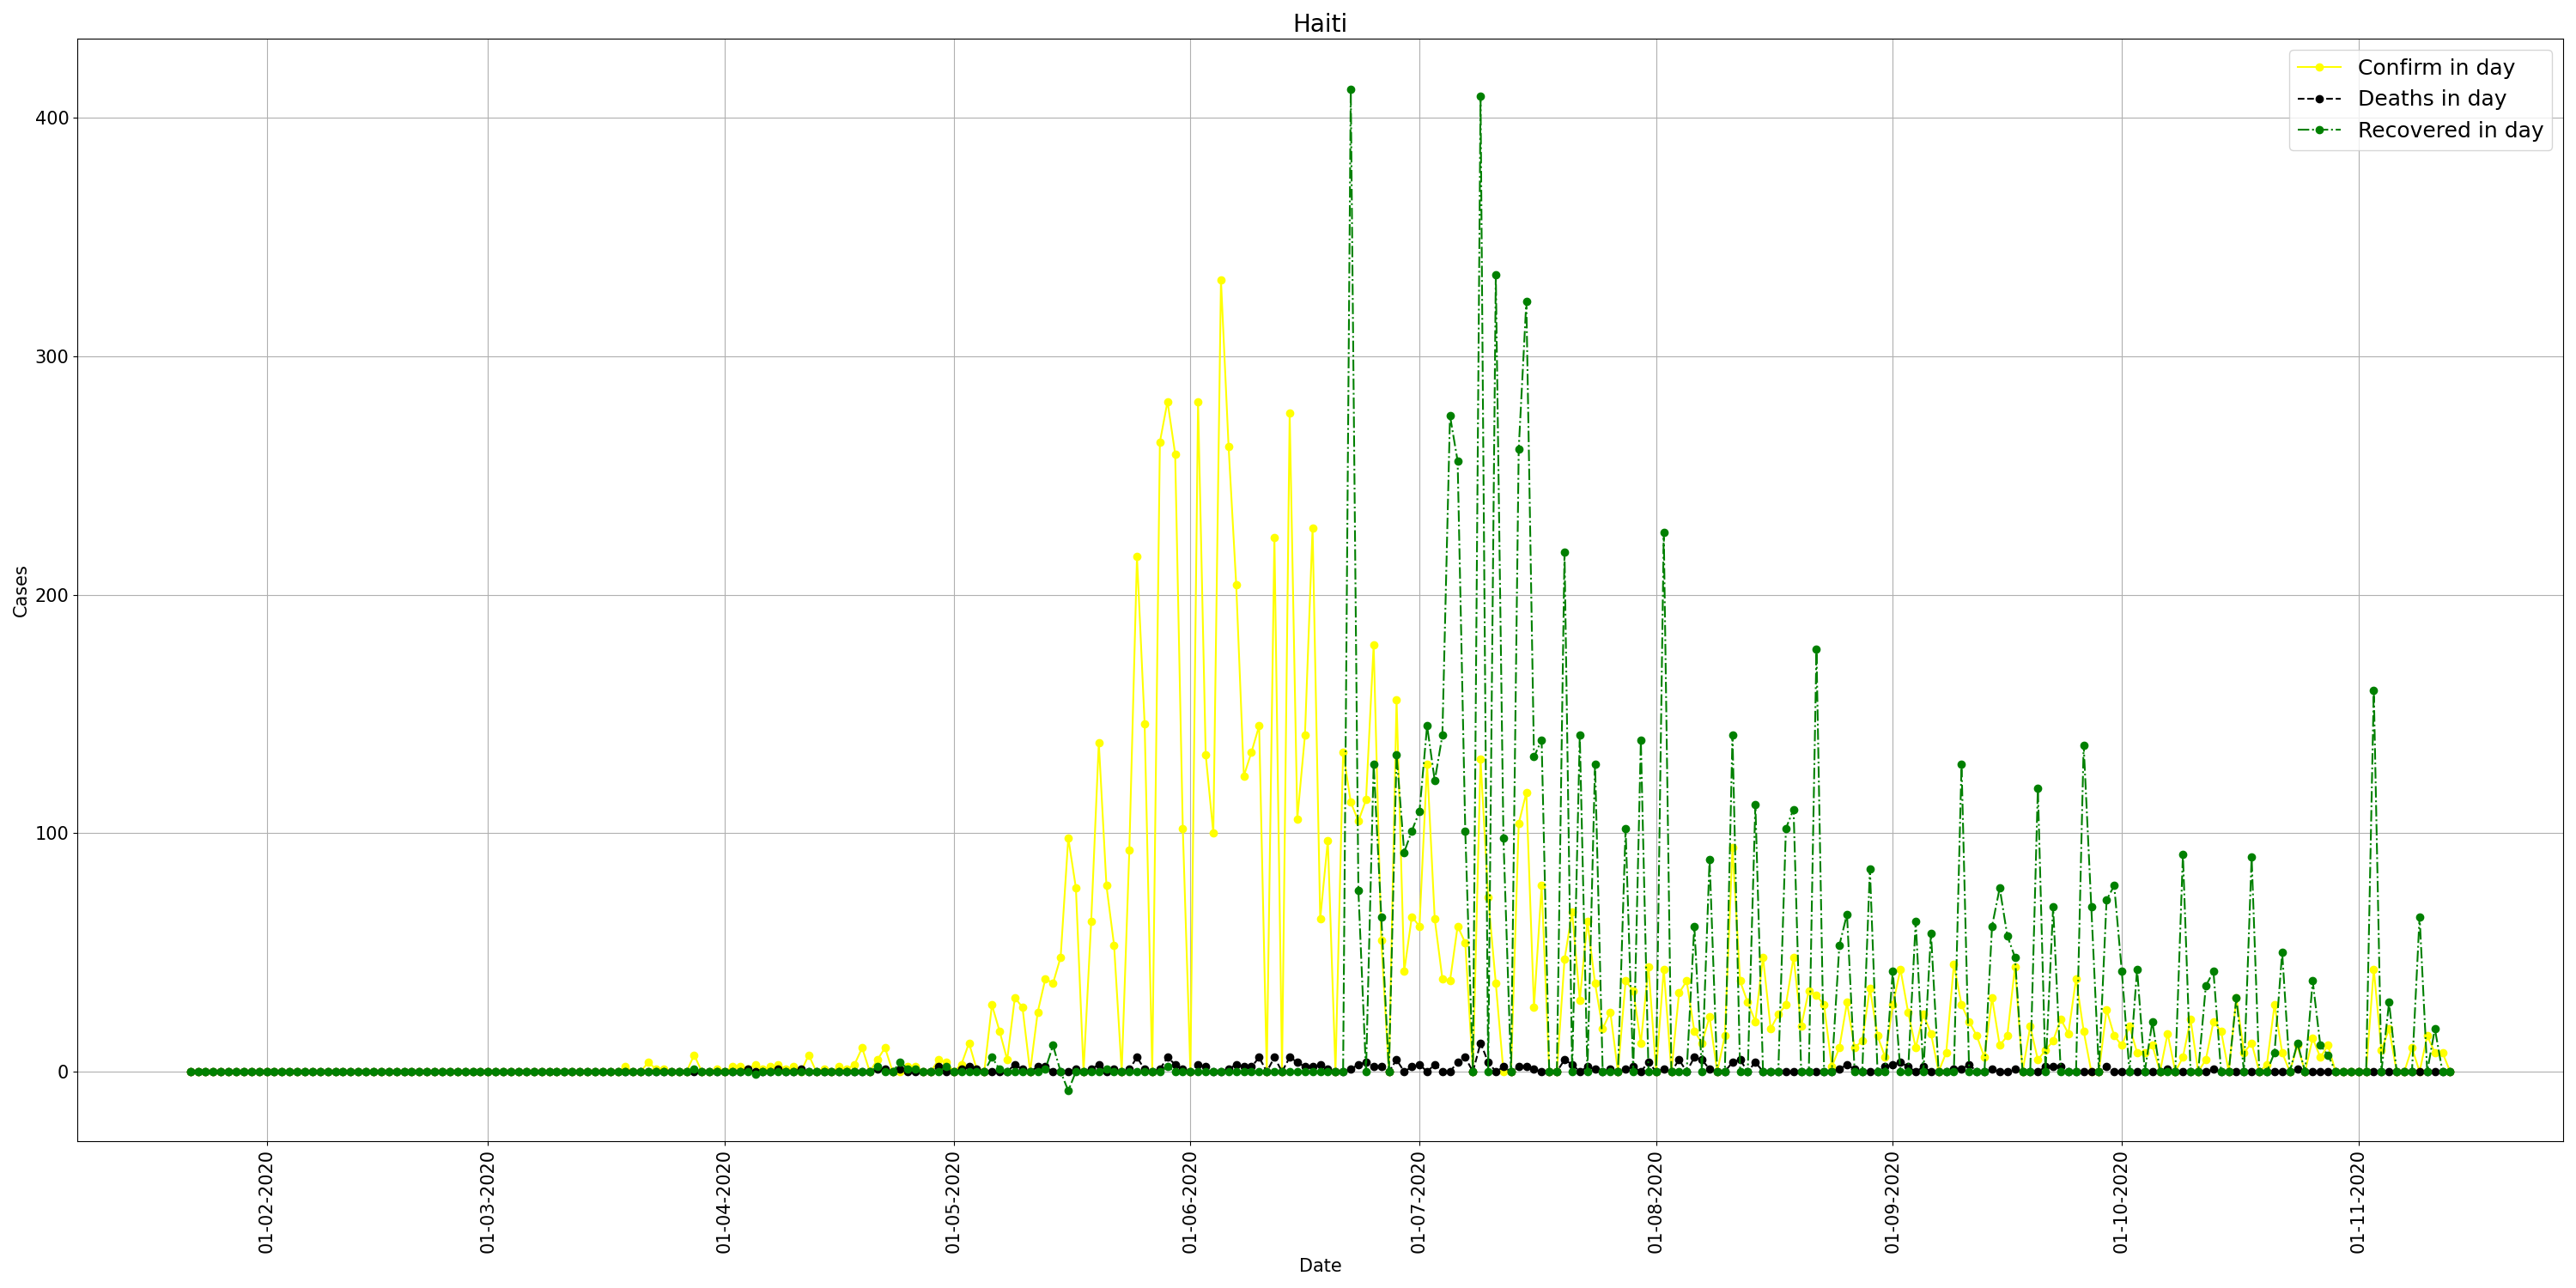 Haiti
Confirm in day
Deaths in day
Recovered in day
400
300
200
100
0
Cases
01-02-2020
01-03-2020
01-04-2020
01-05-2020
01-06-2020
01-07-2020
01-08-2020
01-09-2020
01-10-2020
01-11-2020
Date